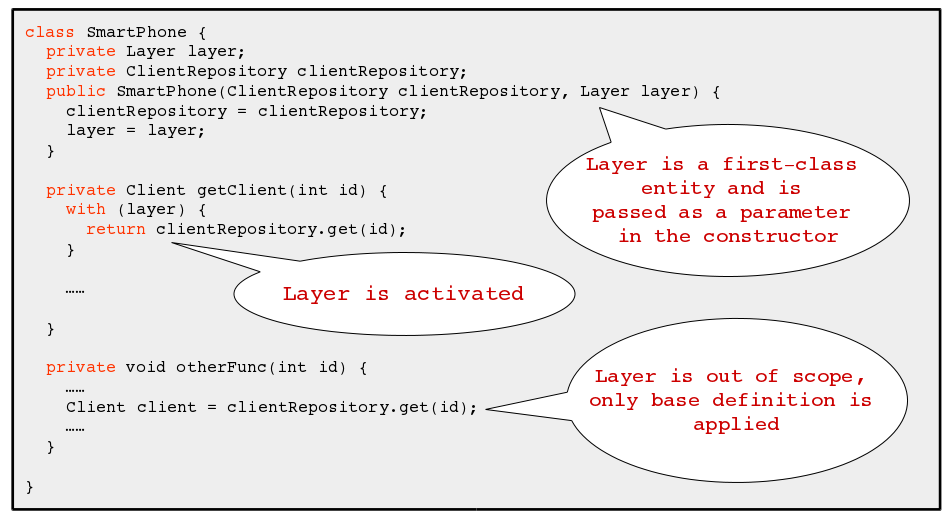 class SmartPhone {
private Layer layer;
private ClientRepository clientRepository;
public SmartPhone(ClientRepository clientRepository, Layer layer) {
clientRepository = clientRepository;
layer = layer;
}
Layer is a first-class
entity and is
passed as a parameter
in the constructor
private Client getClient(int id) {
with (layer) {
return clientRepository.get(id);
}
Layer is activated
……
}
private void otherFunc(int id) {
……
Client client = clientRepository.get(id);
……
}
Layer is out of scope,
only base definition is
applied
}